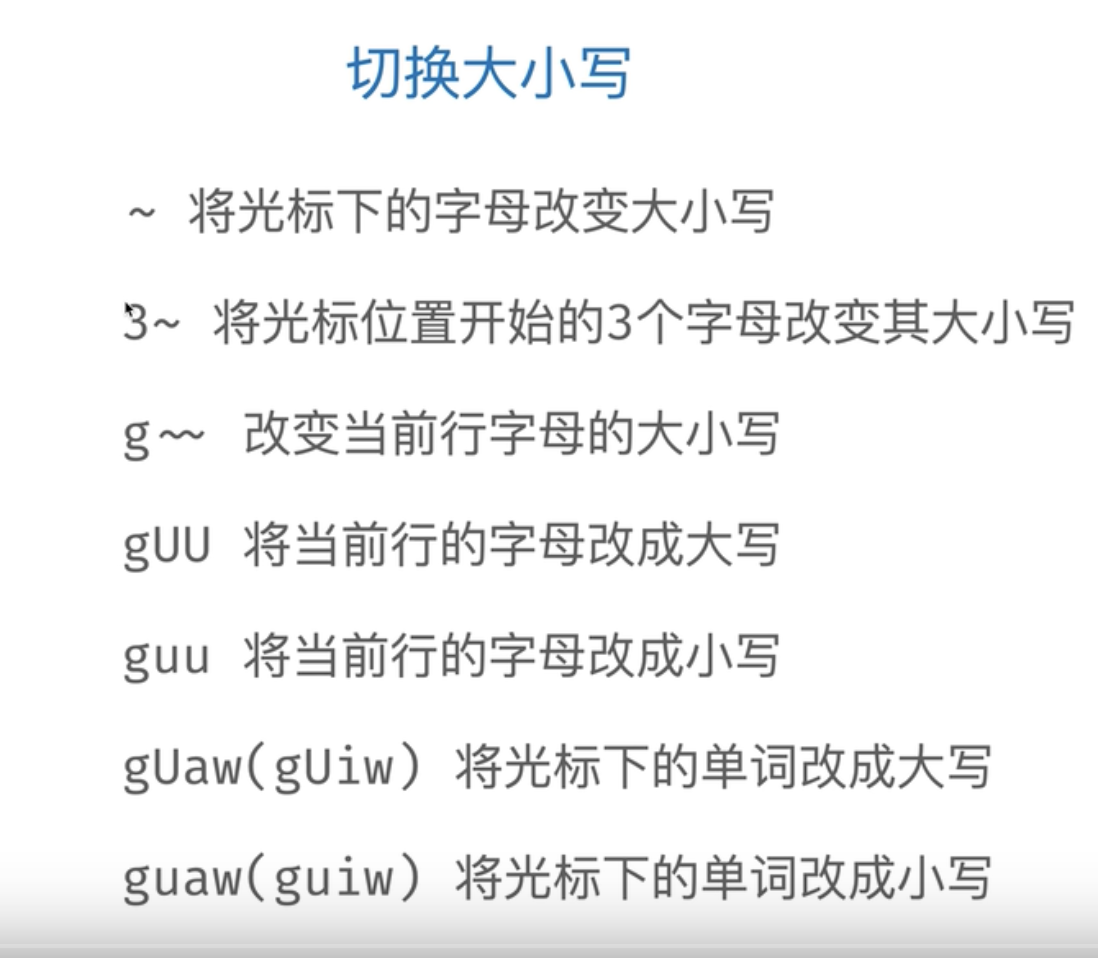 切换大小写
~ 将光标下的字母改变大小写
3~ 将光标位置开始的3个字母改变其大小写
g~~ 改变当前行字母的大小写
gUU 将当前行的字母改成大写
guu 将当前行的字母改成小写
gUaw(gUiw) 将光标下的单词改成大写
guaw(guiw) 将光标下的单词改成小写